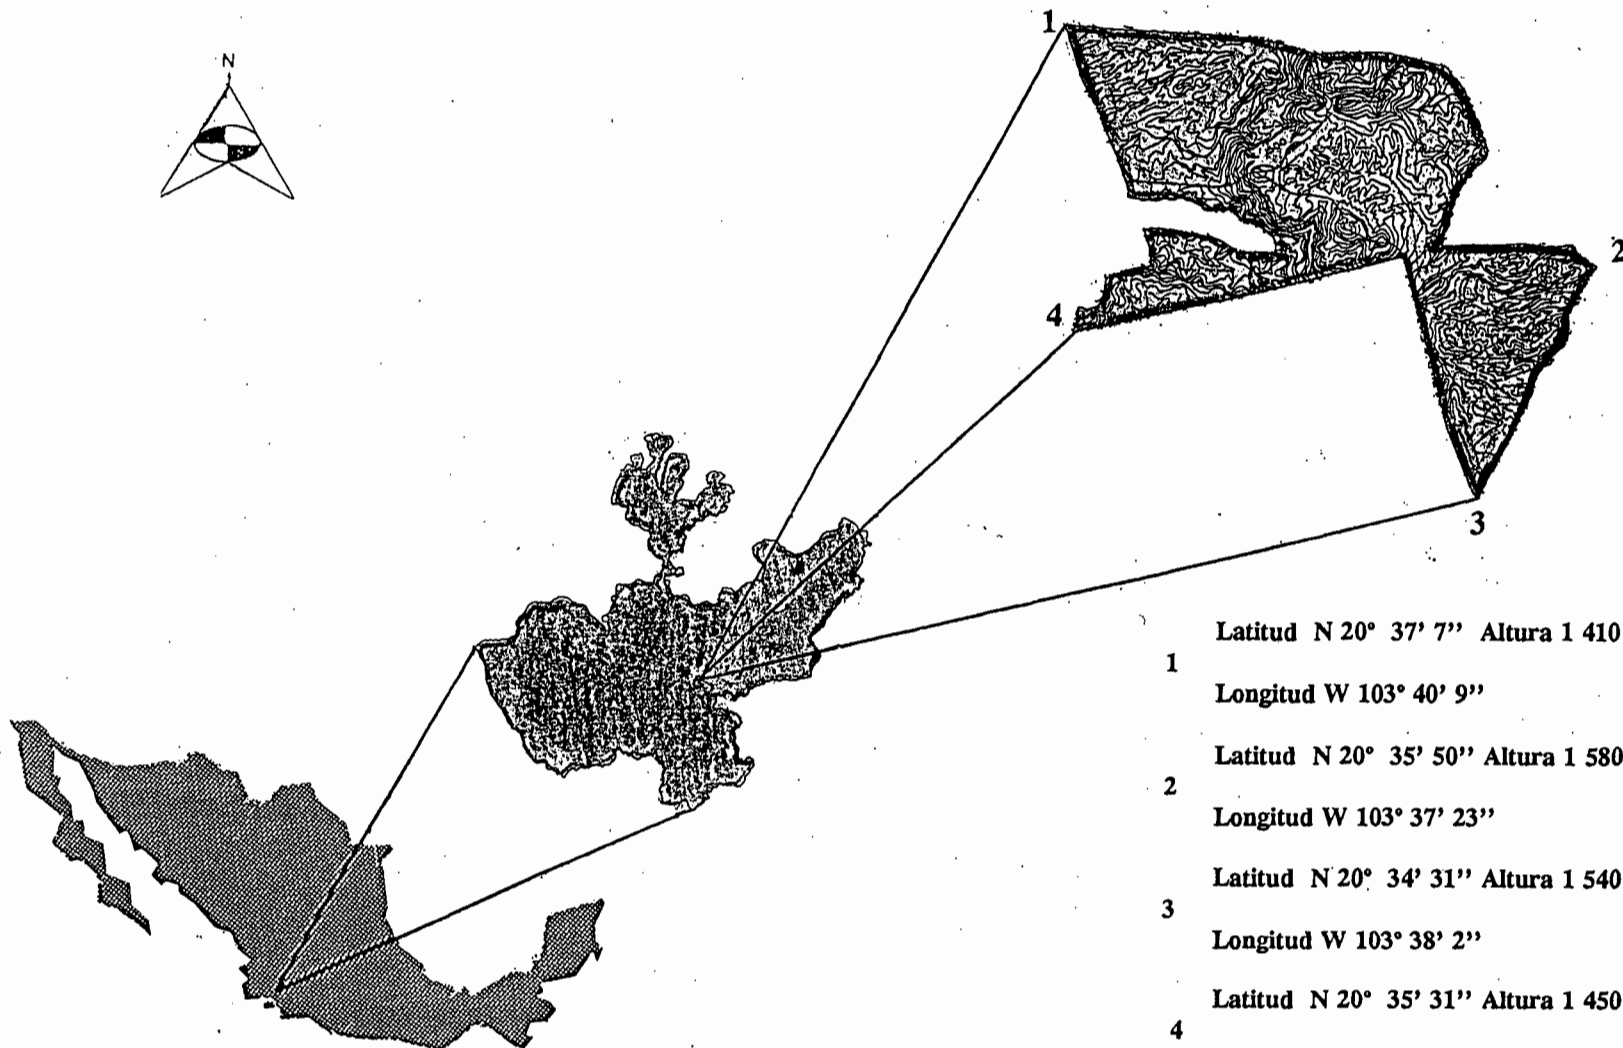 N
1
2
4
3
Latitud N 20° 37’ 7’’ Altura 1 410
1
Longitud W 103° 40’ 9’’
Latitud N 20° 35’ 50’’ Altura 1 580
2
Longitud W 103° 37’ 23’’
Latitud N 20° 34’ 31’’ Altura 1 540
3
Longitud W 103° 38’ 2’’
Latitud N 20° 35’ 31’’ Altura 1 450
4